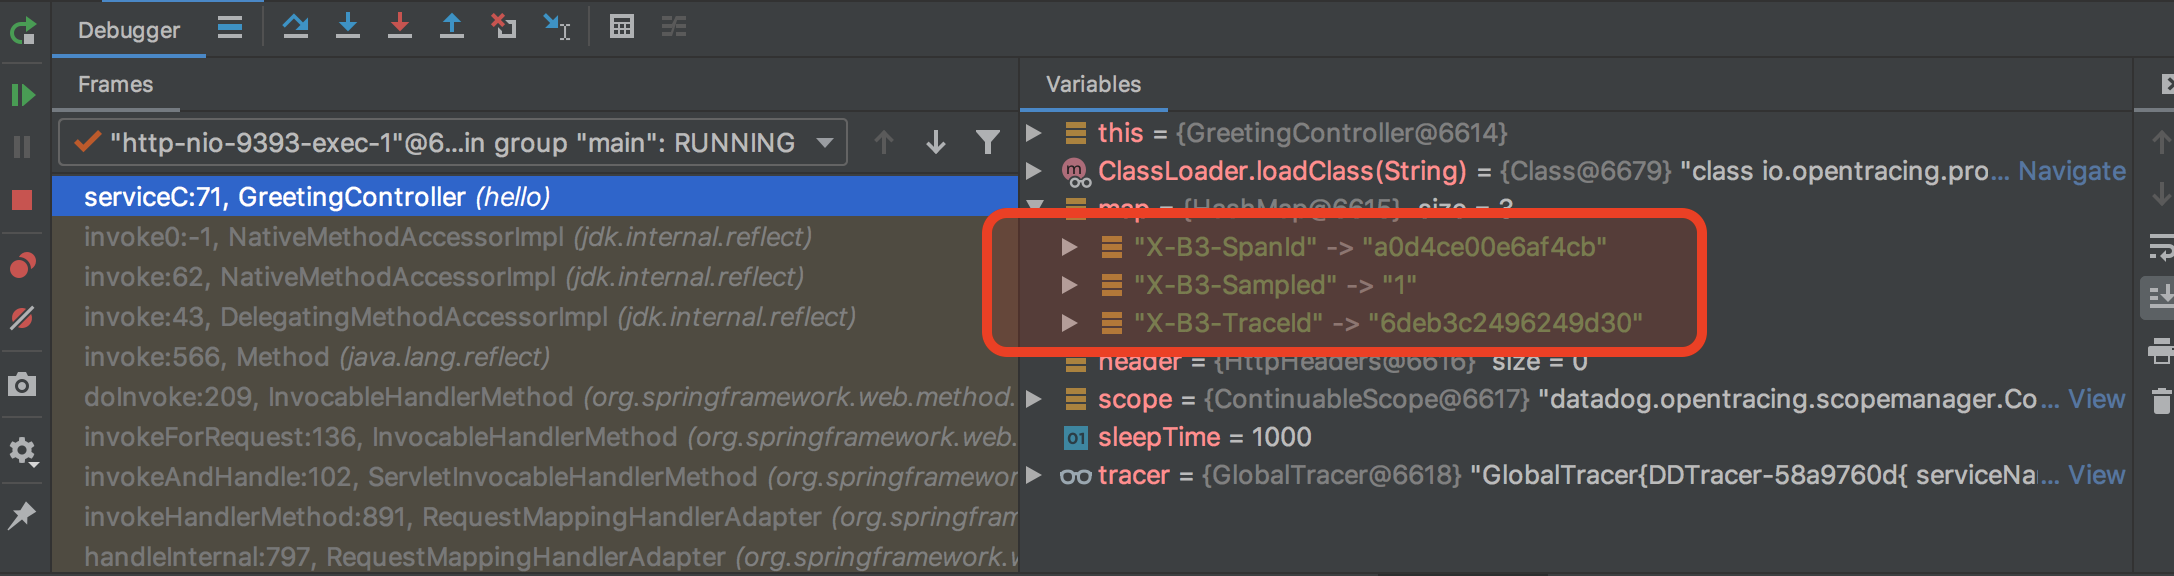 Debugger
Frames
"http-nio-9393-exec-1"@6...in group "main": RUNNING
serviceC:71, GreetingController (hello)
invoke0:-1, NativeMethodAccessorImpl (jdk.internal.reflect)
invoke:62, NativeMethodAccessorImpl (jdk.internal.reflect)
invoke:43, DelegatingMethodAccessorImpl (jdk.internal.reflect)
invoke:566, Method (java.lang.reflect)
doInvoke:209, InvocableHandlerMethod (org.springframework.web.method.
invokeForRequest:136, InvocableHandlerMethod (org.springframework.web.
invokeAndHandle:102, ServletInvocableHandlerMethod (org.springframewor
invokeHandlerMethod:891, RequestMappingHandlerAdapter (org.springfram
handleInternal:797, RequestMappingHandlerAdapter (org.springframework.w
Variables
this = {GreetingController@6614}
ClassLoader.loadClass(String) = {Class@6679} "class io.opentracing.pro... Navigate
map = {HashMap@6615} size = 3
"X-B3-SpanId" -> "a0d4ce00e6af4cb"
"X-B3-Sampled" -> "1"
"X-B3-TraceId" -> "6deb3c2496249d30"
header = {HttpHeaders@6616} size = 0
scope = {ContinuableScope@6617} "datadog.opentracing.scopemanager.Co... View
01 sleepTime = 1000
tracer = {GlobalTracer@6618} "GlobalTracer{DDTracer-58a9760d{ serviceNa... View